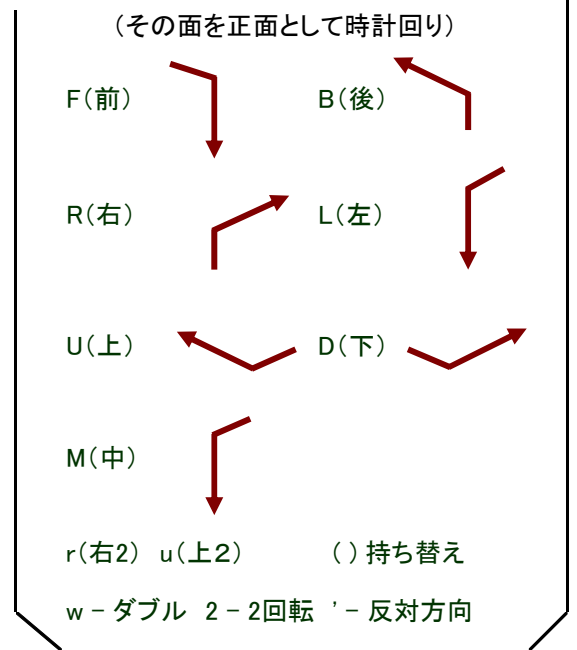 (その面を正面として時計回り)
F(前) B(後)
R(右) L(左)
U(上) D(下)
M(中)
r(右2) u(上2) ( )持ち替え
w-ダブル 2-2回転 '-反対方向